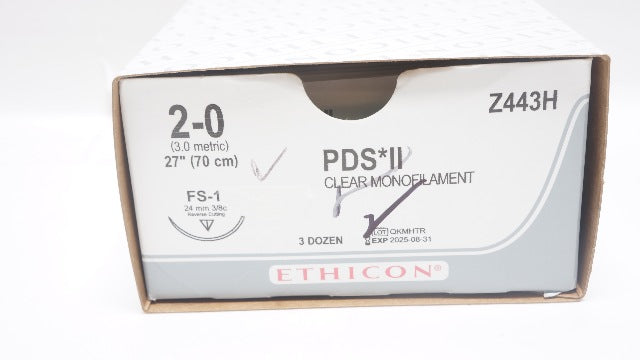 2-0
(3.0 metric)
27" (70 cm)
FS-1
24 mm 3/8c
Reverse Cutting
Z443H
PDS*II
CLEAR MONOFILAMENT
3 DOZEN
LOT QKMHTR
EXP 2025-08-31
ETHICON®